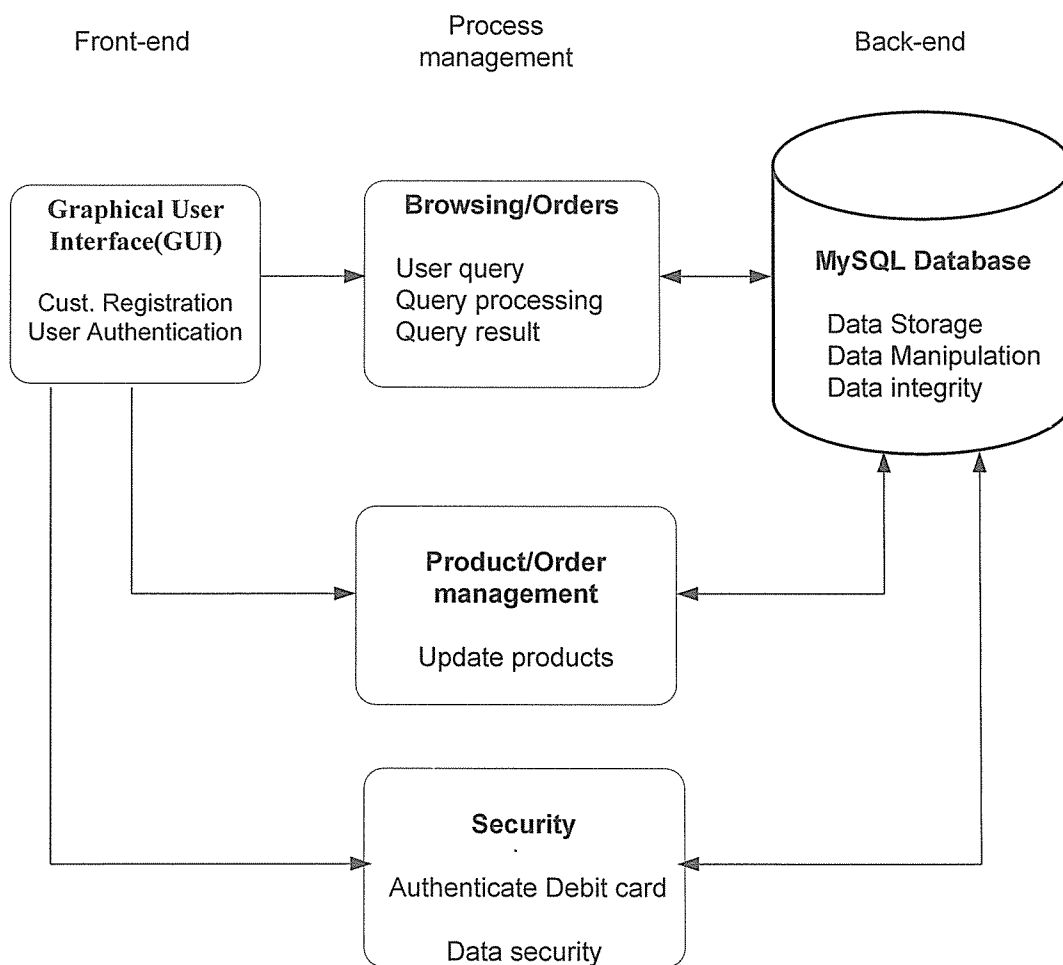 Front-end
Process
management
Back-end
Graphical User
Interface(GUI)
Cust. Registration
User Authentication
Browsing/Orders
User query
Query processing
Query result
MySQL Database
Data Storage
Data Manipulation
Data integrity
Product/Order
management
Update products
Security
Authenticate Debit card
Data security